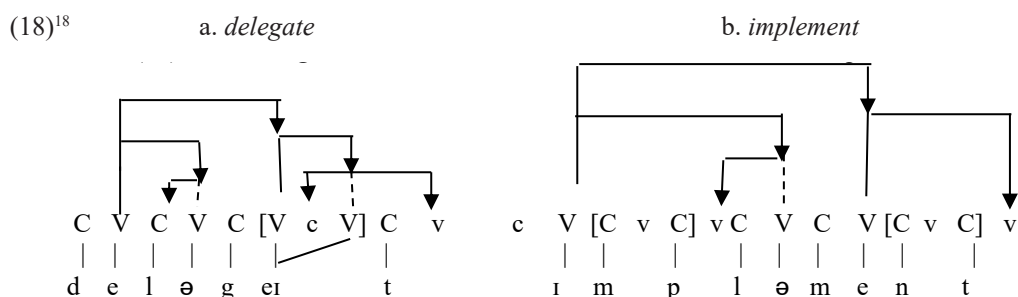 (18)¹⁸ a. delegate b. implement
C V C V C [V c V] C v c V [C v C] v C V C V [C v C] v
d e l ə g eɪ t ɪ m p l ə m e n t